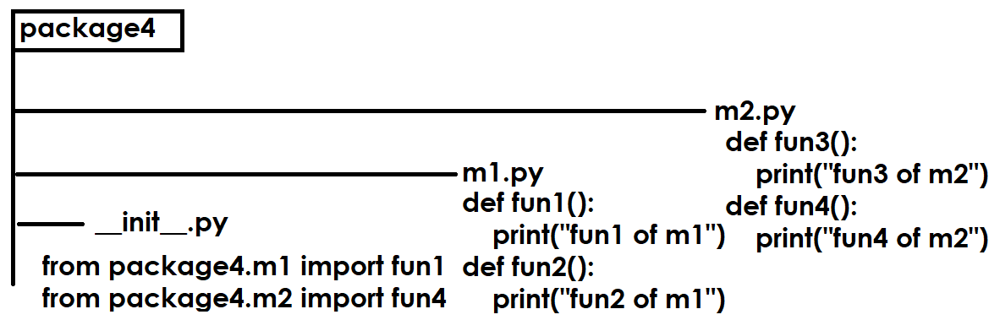 package4
m2.py
def fun3():
print("fun3 of m2")
def fun4():
print("fun4 of m2")
m1.py
def fun1():
print("fun1 of m1")
def fun2():
print("fun2 of m1")
__init__.py
from package4.m1 import fun1
from package4.m2 import fun4